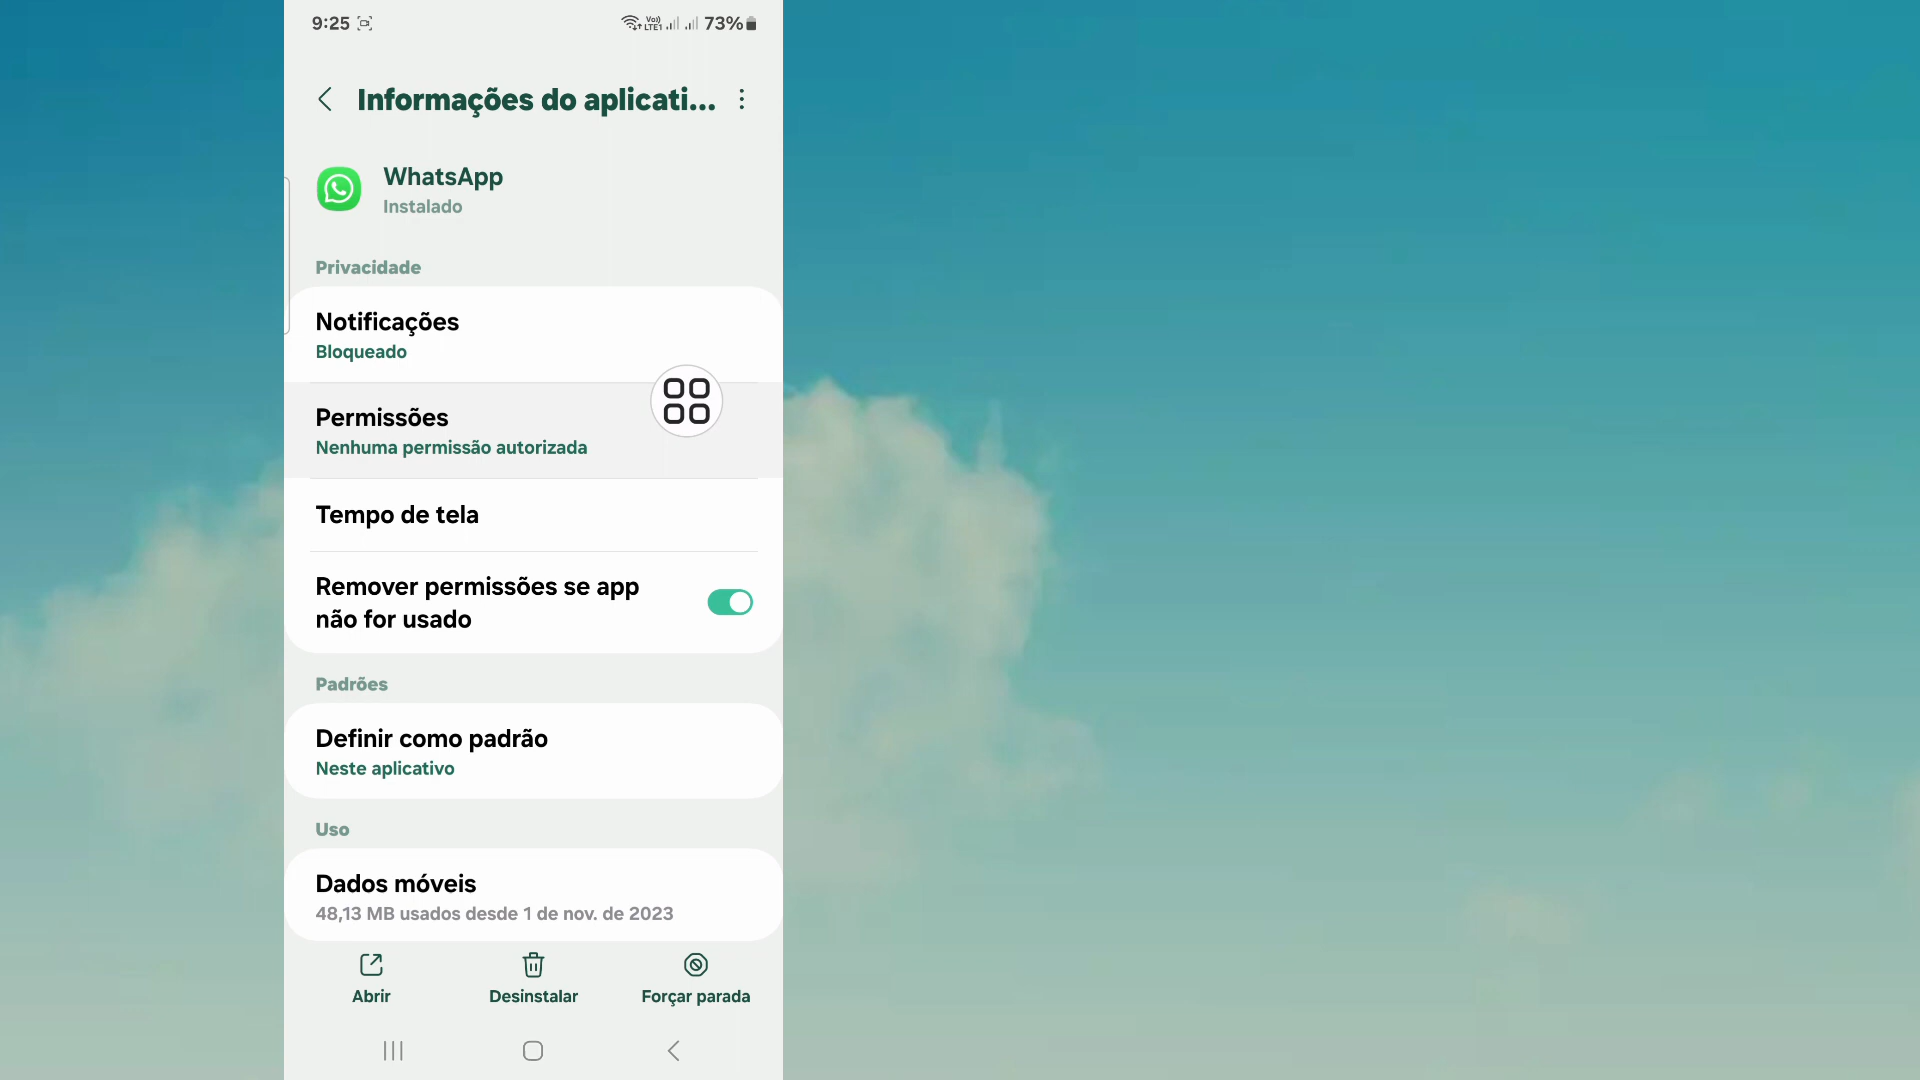 9:25
Vo))
LTE1
73%
Informações do aplicati...
WhatsApp
Instalado
Privacidade
Notificações
Bloqueado
Permissões
Nenhuma permissão autorizada
Tempo de tela
Remover permissões se app
não for usado
Padrões
Definir como padrão
Neste aplicativo
Uso
Dados móveis
48,13 MB usados desde 1 de nov. de 2023
Abrir
Desinstalar
Forçar parada